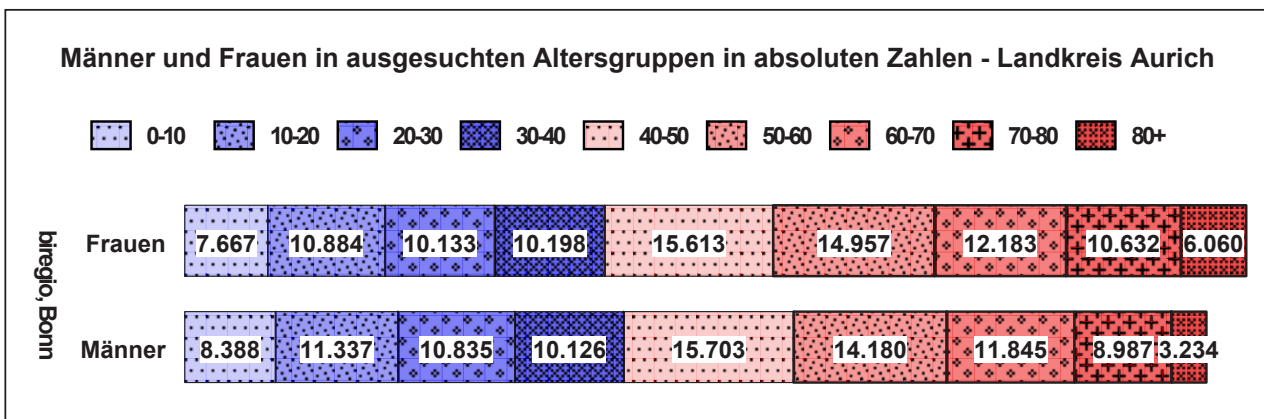 Männer und Frauen in ausgesuchten Altersgruppen in absoluten Zahlen - Landkreis Aurich
0-10 10-20 20-30 30-40 40-50 50-60 60-70 70-80 80+
biregio, Bonn
Frauen 7.667 10.884 10.133 10.198 15.613 14.957 12.183 10.632 6.060
Männer 8.388 11.337 10.835 10.126 15.703 14.180 11.845 8.987 3.234